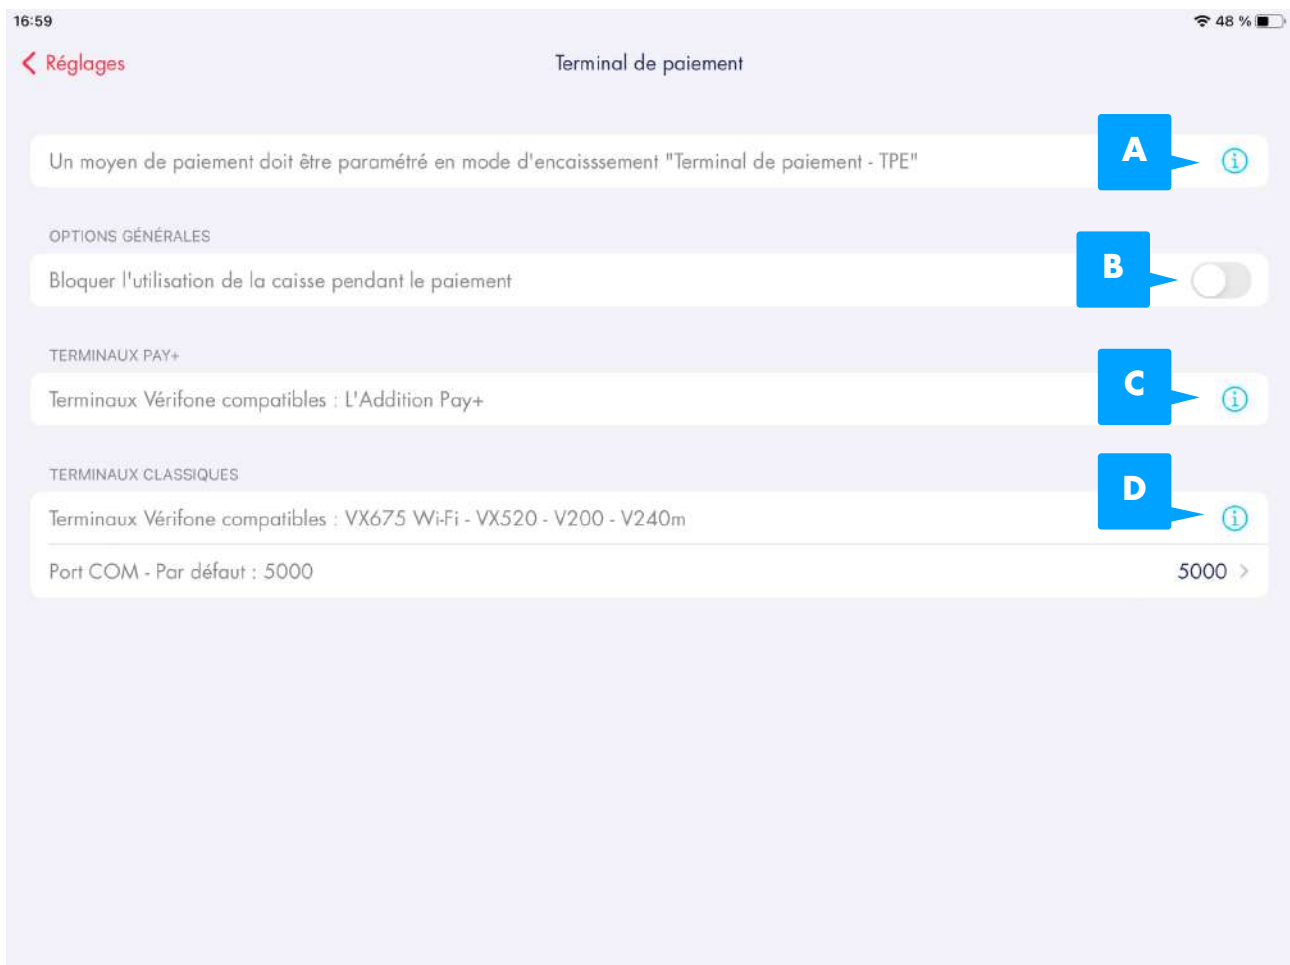 16:59
48 %
Réglages
Terminal de paiement
Un moyen de paiement doit être paramétré en mode d'encaisssement "Terminal de paiement - TPE"
A
OPTIONS GÉNÉRALES
Bloquer l'utilisation de la caisse pendant le paiement
B
TERMINAUX PAY+
Terminaux Vérifone compatibles : L'Addition Pay+
C
TERMINAUX CLASSIQUES
Terminaux Vérifone compatibles : VX675 Wi-Fi - VX520 - V200 - V240m
D
Port COM - Par défaut : 5000
5000